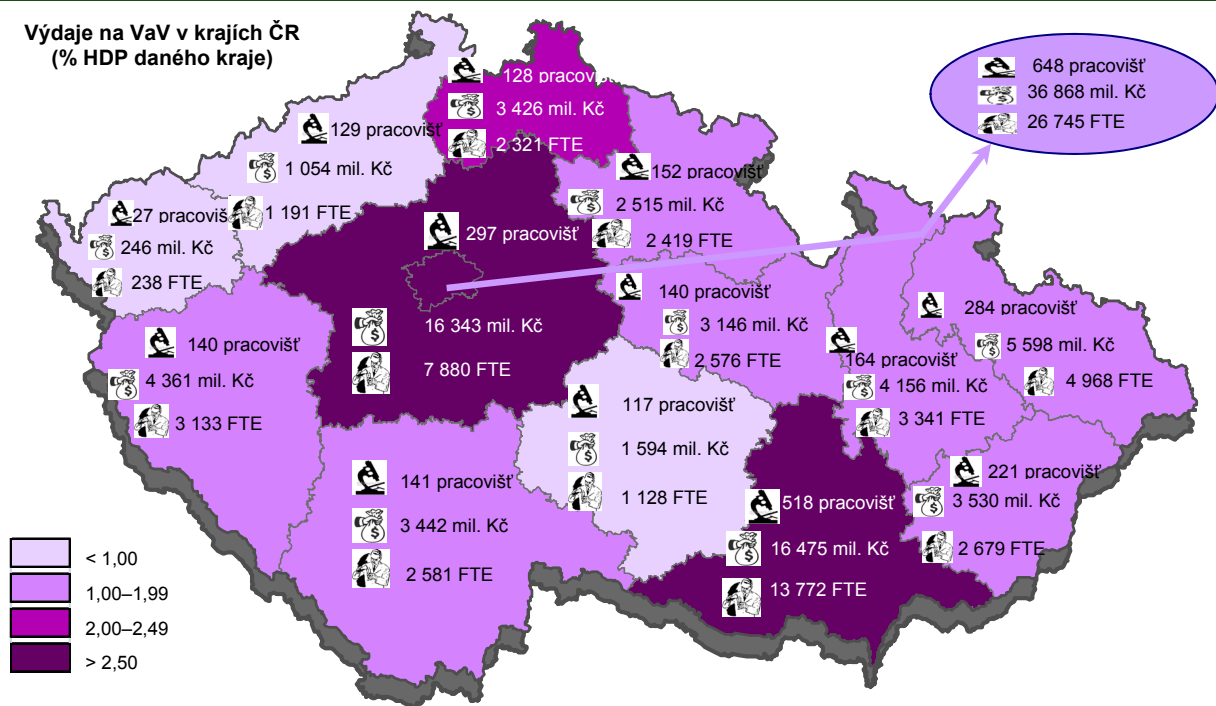 Výdaje na VaV v krajích ČR
(% HDP daného kraje)
648 pracovišť
36 868 mil. Kč
26 745 FTE
128 pracovišť
3 426 mil. Kč
2 321 FTE
129 pracovišť
1 054 mil. Kč
1 191 FTE
152 pracovišť
2 515 mil. Kč
2 419 FTE
27 pracovišť
246 mil. Kč
238 FTE
297 pracovišť
16 343 mil. Kč
7 880 FTE
140 pracovišť
3 146 mil. Kč
2 576 FTE
284 pracovišť
5 598 mil. Kč
4 968 FTE
140 pracovišť
4 361 mil. Kč
3 133 FTE
164 pracovišť
4 156 mil. Kč
3 341 FTE
117 pracovišť
1 594 mil. Kč
1 128 FTE
221 pracovišť
3 530 mil. Kč
2 679 FTE
141 pracovišť
3 442 mil. Kč
2 581 FTE
518 pracovišť
16 475 mil. Kč
13 772 FTE
< 1,00
1,00–1,99
2,00–2,49
> 2,50